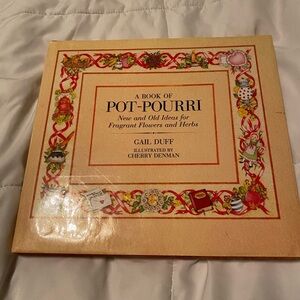 A BOOK OF
POT-POURRI
New and Old Ideas for
Fragrant Flowers and Herbs
GAIL DUFF
ILLUSTRATED BY
CHERRY DENMAN